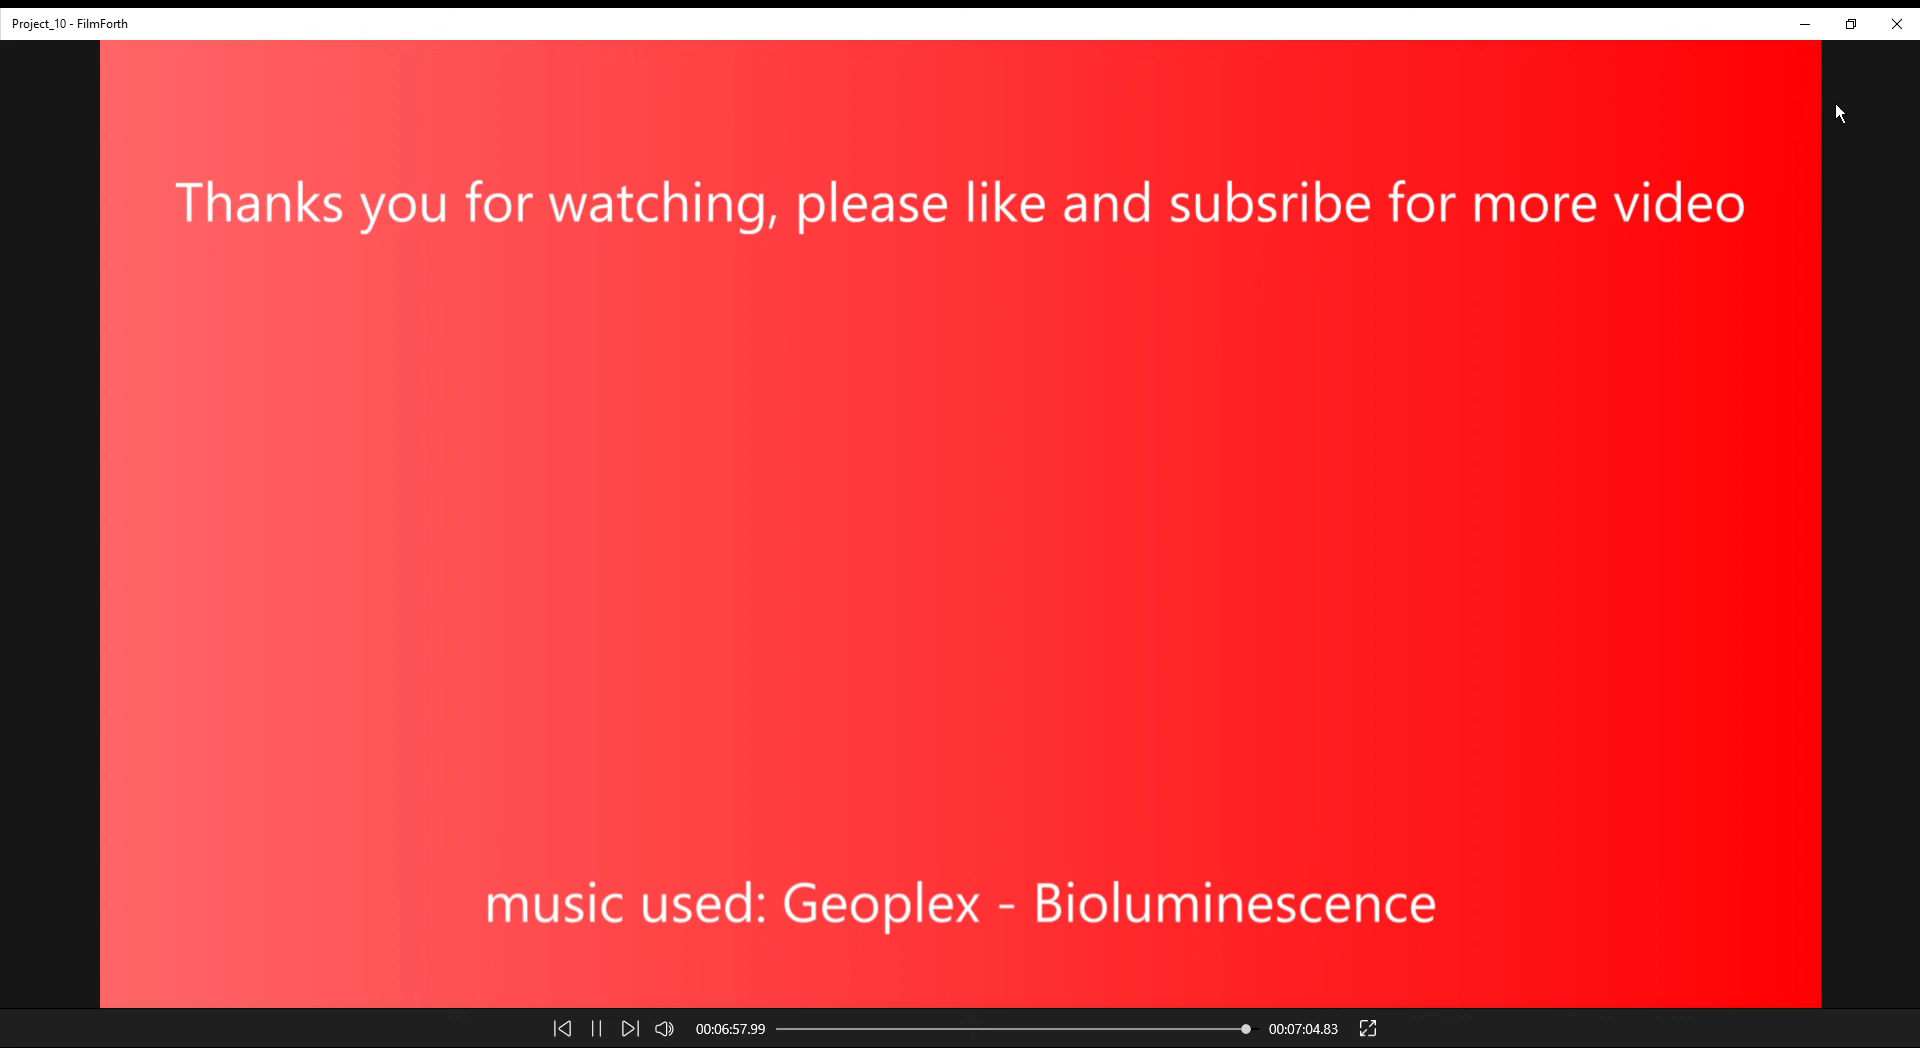 Project_10 - FilmForth
Thanks you for watching, please like and subsribe for more video
music used: Geoplex - Bioluminescence
00:06:57.99
00:07:04.83